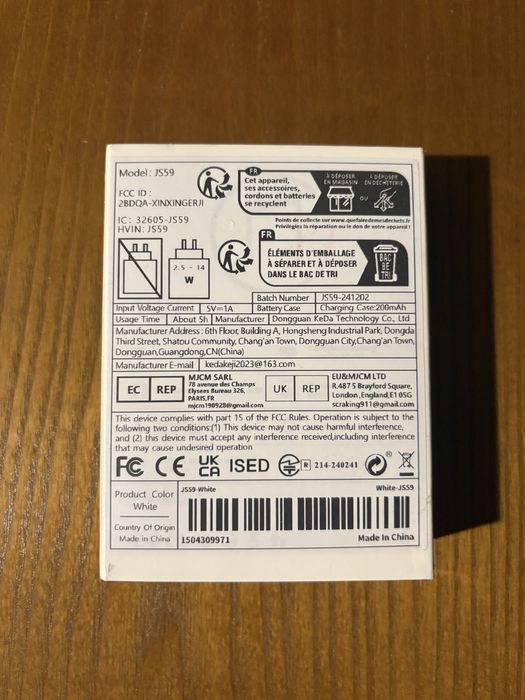 Model: JS59
FCC ID :
2BDQA-XINXINGERJI
IC: 32605-JS59
HVIN: JS59
FR
Cet appareil,
ses accessoires,
cordons et batteries
se recyclent
À DÉPOSER
EN MAGASIN
OU
À DÉPOSER
EN DÉCHÈTERIE
Points de collecte sur www.quefairedemesdechets.fr
Privilégiez la réparation ou le don de votre appareil !
2.5 - 14
W
FR
ÉLÉMENTS D'EMBALLAGE
À SÉPARER ET À DÉPOSER
DANS LE BAC DE TRI
BAC
DE
TRI
Batch Number JS59-241202
Input Voltage Current 5V=1A Battery Case Charging Case:200mAh
Usage Time About 5h Manufacturer Dongguan KeDa Technology Co., Ltd
Manufacturer Address : 6th Floor, Building A, Hongsheng Industrial Park, Dongda
Third Street, Shatou Community, Chang'an Town, Dongguan City,Chang'an Town,
Dongguan,Guangdong,CN(China)
Manufacturer E-mail kedakeji2023@163.com
EC REP
MJCM SARL
78 avenue des Champs
Elysees Bureau 326,
PARIS,FR
mjcm190928@gmail.com
UK REP
EU&MJCM LTD
R.487 5 Brayford Square,
London,England,E1 0SG
scraking911@gmail.com
This device complies with part 15 of the FCC Rules. Operation is subject to the
following two conditions:(1) This device may not cause harmful interference,
and (2) this device must accept any interference received,including interference
that may cause undesired operation
FC CE UK CA ISED R 214-240241
Product Color
White
Country Of Origin
Made in China
JS59-White White-JS59
1504309971 Made In China